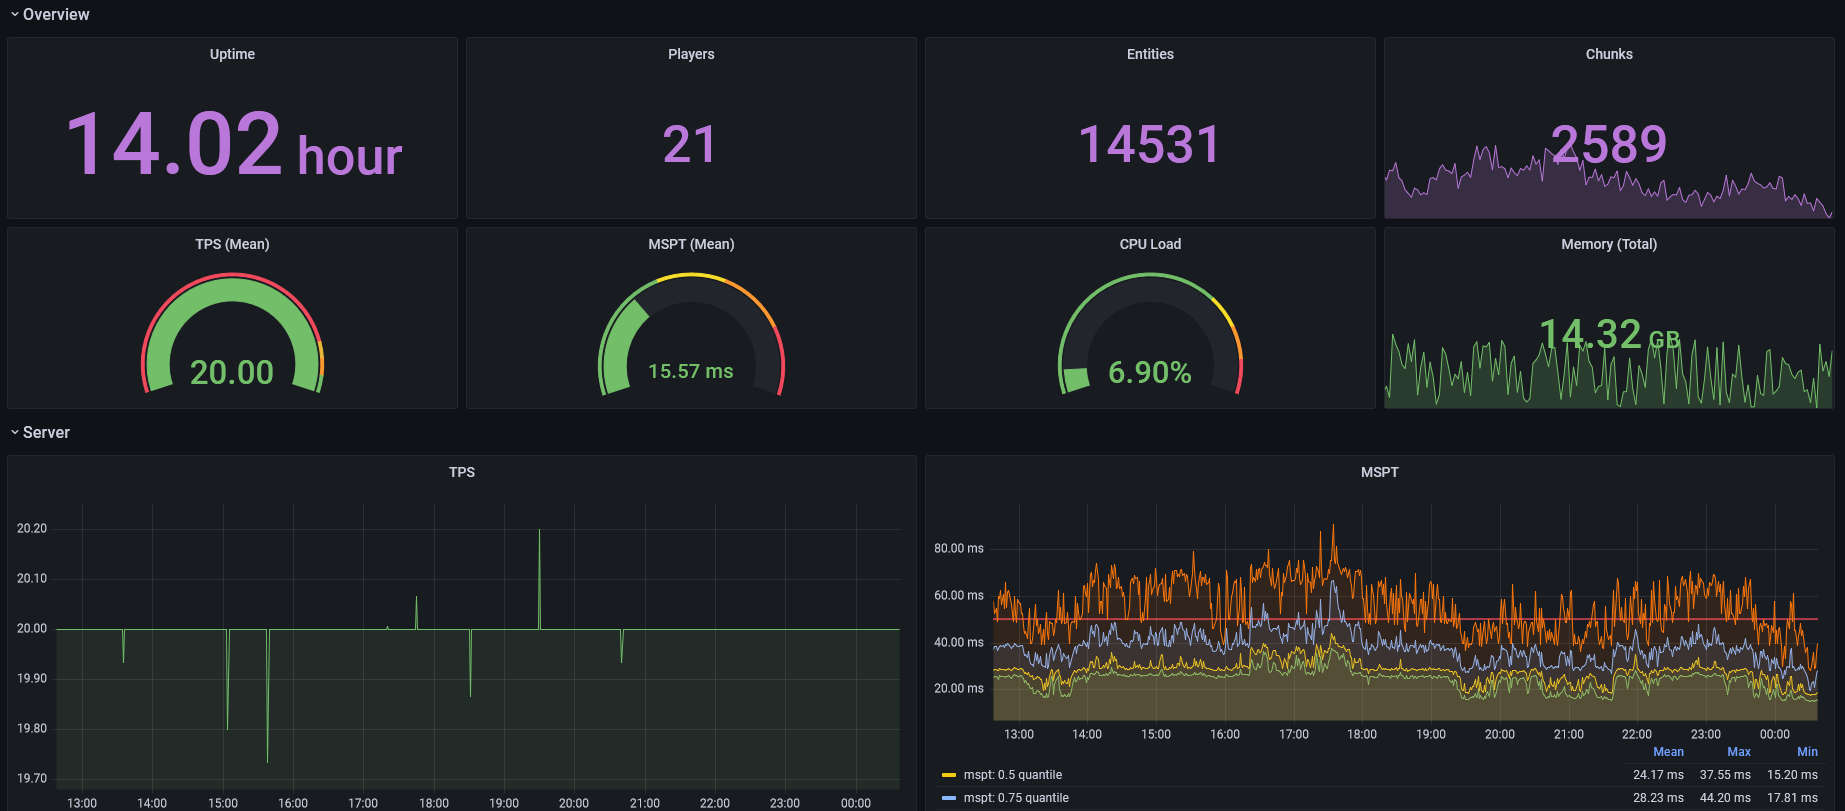 Overview
Uptime
Players
Entities
Chunks
14.02 hour
21
14531
2589
TPS (Mean)
MSPT (Mean)
CPU Load
Memory (Total)
20.00
15.57 ms
6.90%
14.32 GB
Server
TPS
20.20
20.10
20.00
19.90
19.80
19.70
13:00 14:00 15:00 16:00 17:00 18:00 19:00 20:00 21:00 22:00 23:00 00:00
MSPT
80.00 ms
60.00 ms
40.00 ms
20.00 ms
13:00 14:00 15:00 16:00 17:00 18:00 19:00 20:00 21:00 22:00 23:00 00:00
Mean Max Min
mspt: 0.5 quantile 24.17 ms 37.55 ms 15.20 ms
mspt: 0.75 quantile 28.23 ms 44.20 ms 17.81 ms